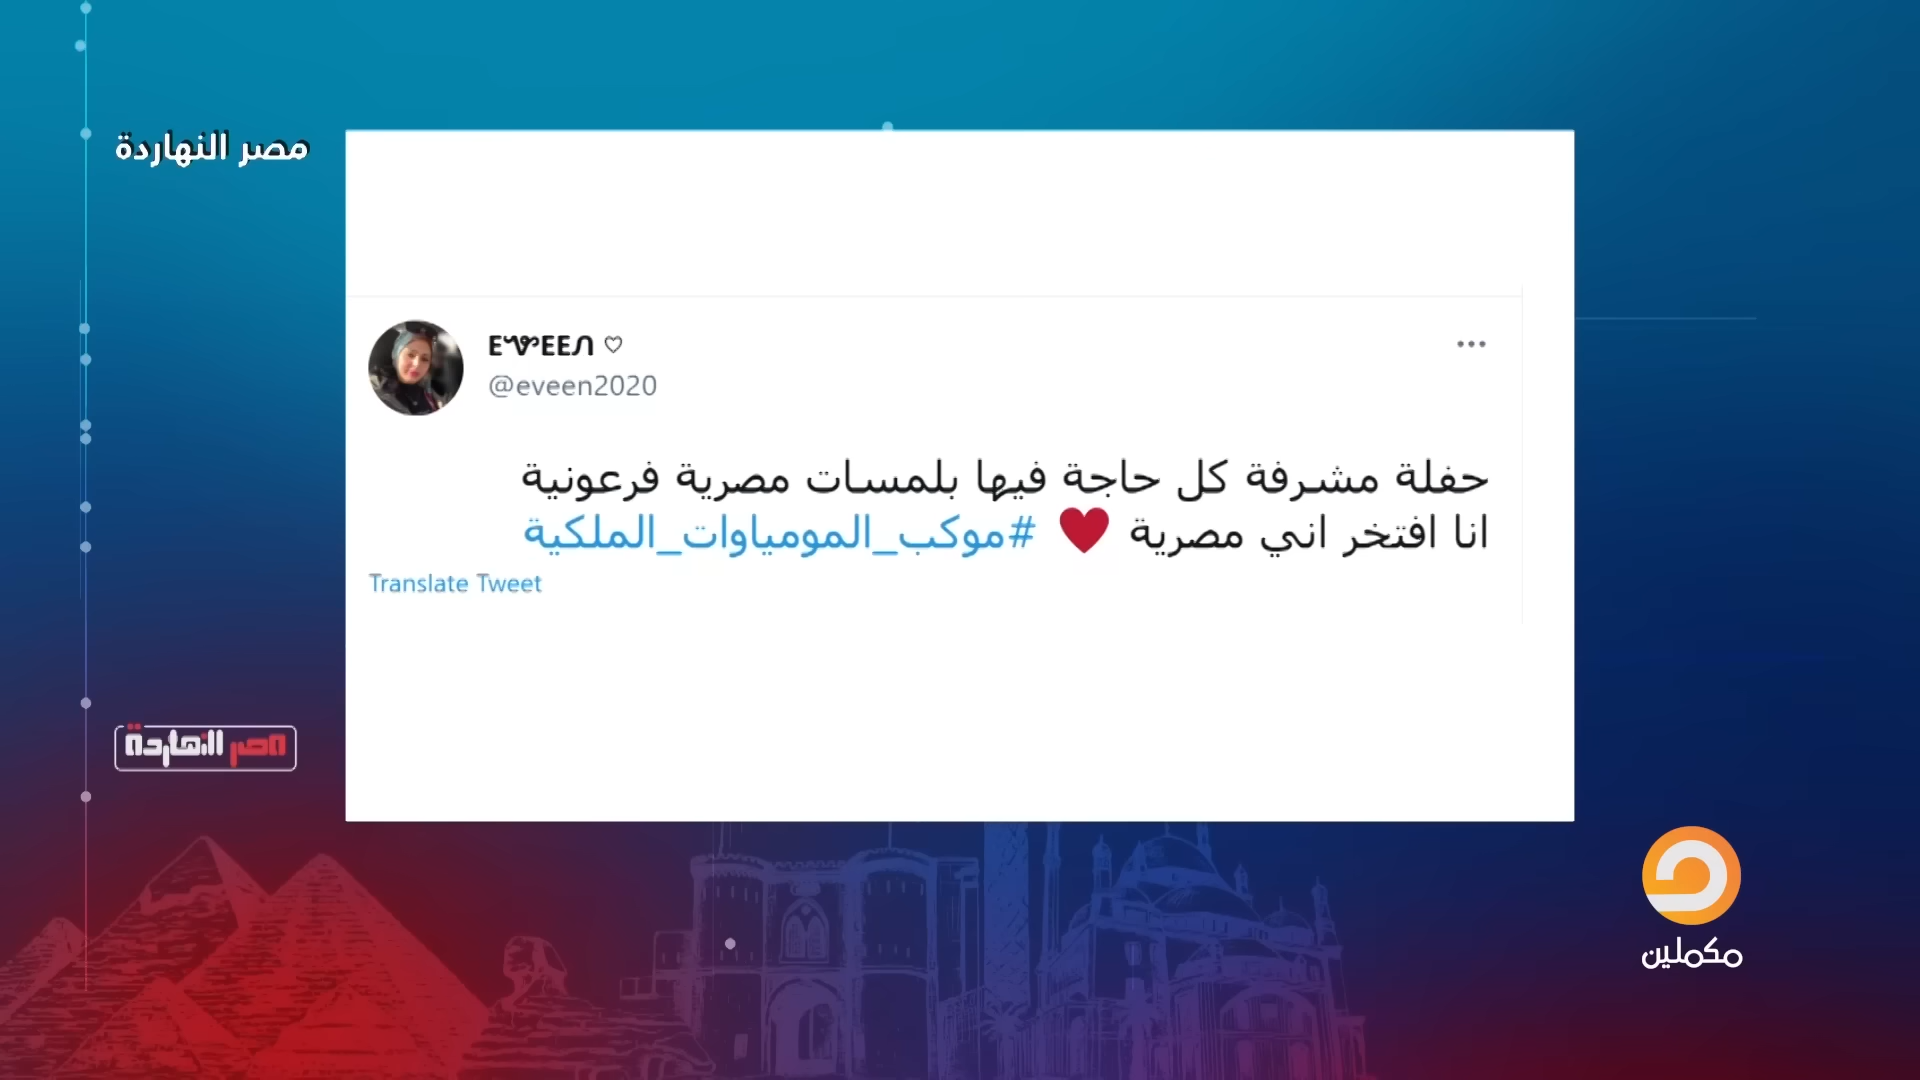 مصر النهاردة
EᏉEEᏁ ♡
@eveen2020
حفلة مشرفة كل حاجة فيها بلمسات مصرية فرعونية
انا افتخر اني مصرية ❤ #موكب_المومياوات_الملكية
Translate Tweet
مصر النهاردة
مكملين